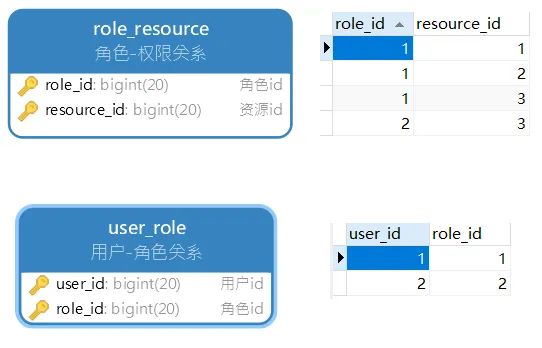 role_resource
角色-权限关系
role_id: bigint(20) 角色id
resource_id: bigint(20) 资源id
role_id resource_id
1 1
1 2
1 3
2 3
user_role
用户-角色关系
user_id: bigint(20) 用户id
role_id: bigint(20) 角色id
user_id role_id
1 1
2 2